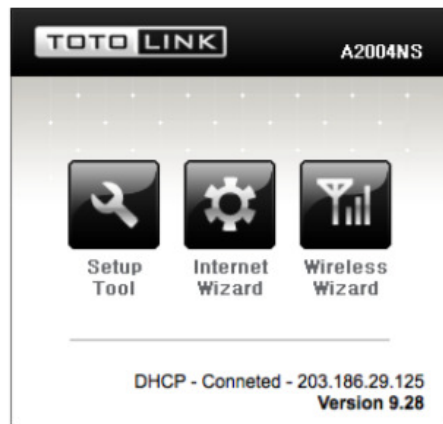 TOTO LINK
A2004NS
Setup Tool
Internet Wizard
Wireless Wizard
DHCP - Conneted - 203.186.29.125
Version 9.28